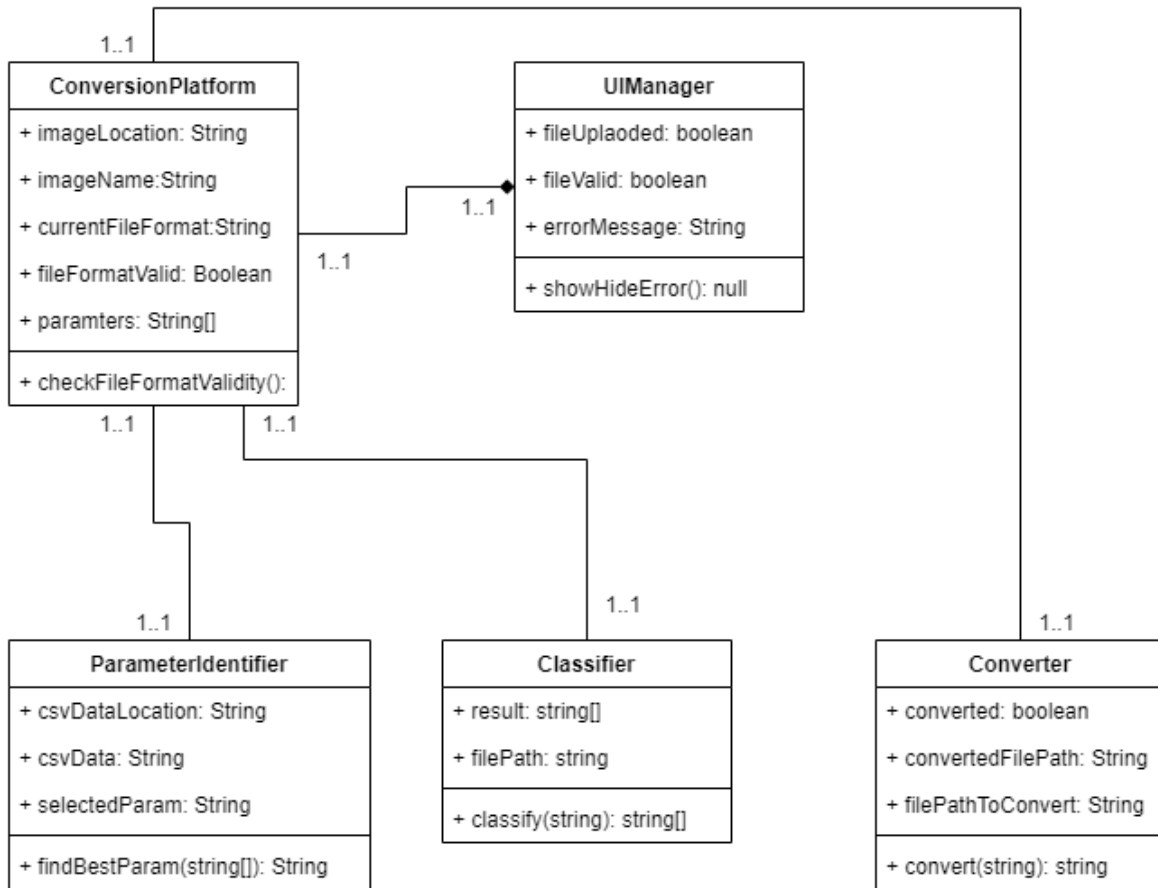 1..1
ConversionPlatform
+ imageLocation: String
+ imageName:String
+ currentFileFormat:String
+ fileFormatValid: Boolean
+ paramters: String[]
+ checkFileFormatValidity():
UIManager
+ fileUplaoded: boolean
+ fileValid: boolean
+ errorMessage: String
+ showHideError(): null
1..1
1..1
1..1
1..1
1..1
1..1
1..1
ParameterIdentifier
+ csvDataLocation: String
+ csvData: String
+ selectedParam: String
+ findBestParam(string[]): String
Classifier
+ result: string[]
+ filePath: string
+ classify(string): string[]
Converter
+ converted: boolean
+ convertedFilePath: String
+ filePathToConvert: String
+ convert(string): string